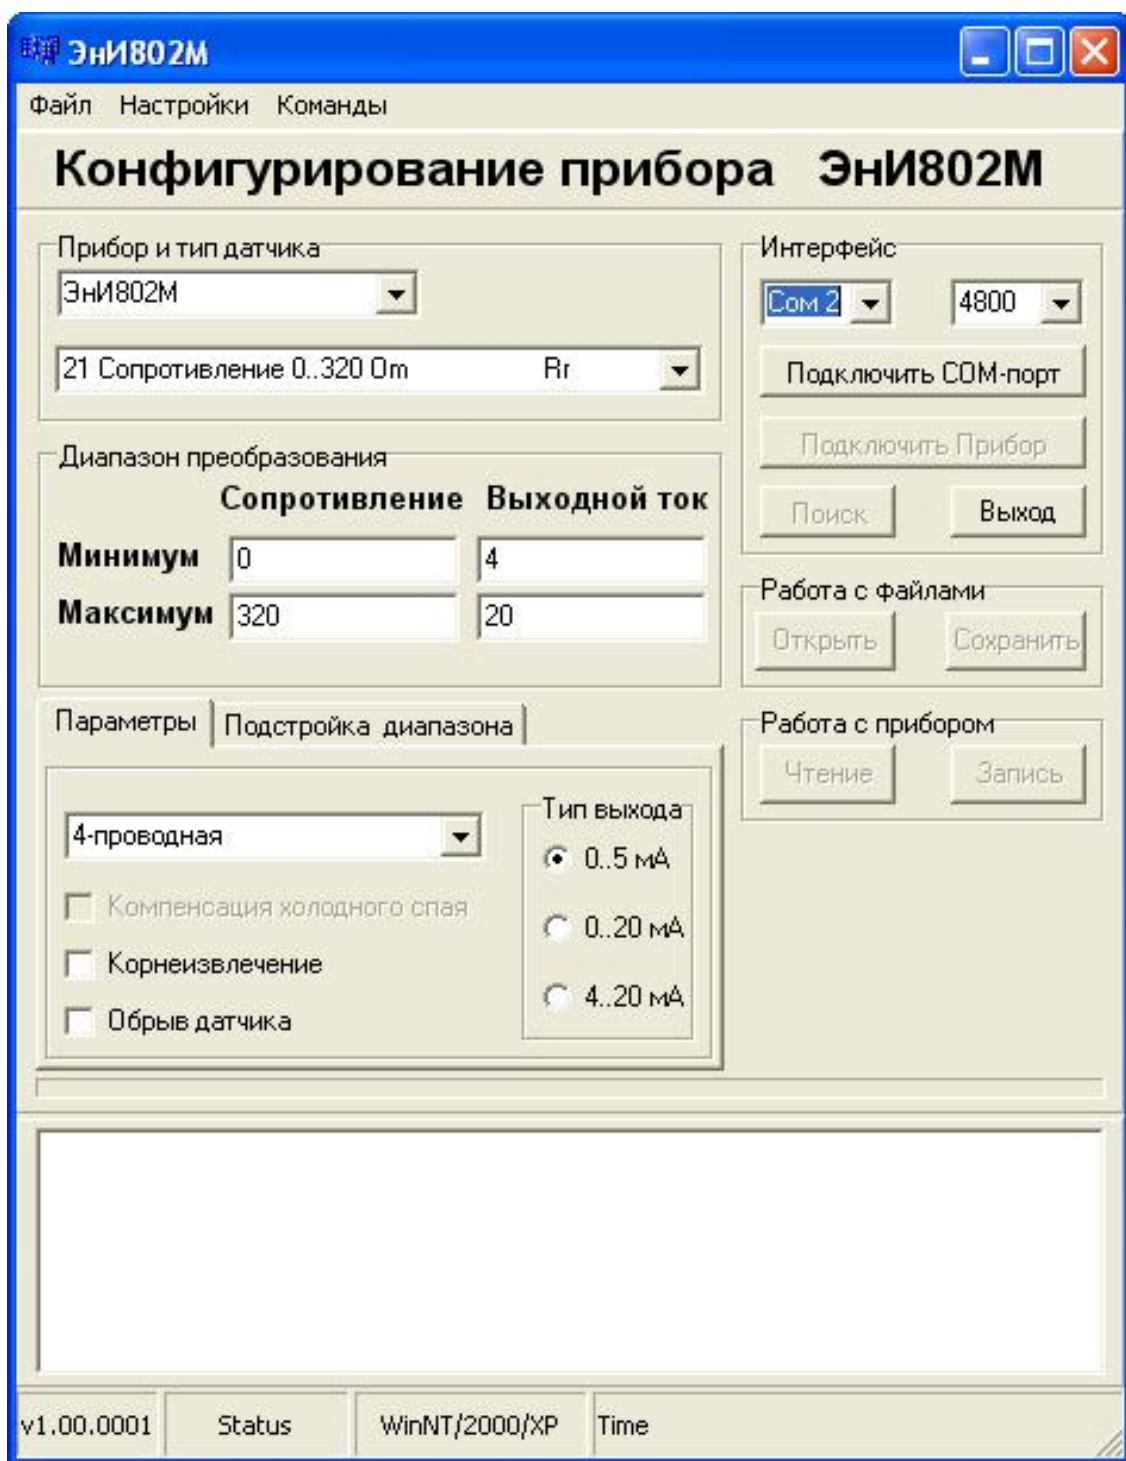 ЭнИ802М
Файл Настройки Команды
Конфигурирование прибора ЭнИ802М
Прибор и тип датчика
ЭнИ802М
21 Сопротивление 0..320 Om Rr
Интерфейс
Com 2 4800
Подключить COM-порт
Подключить Прибор
Поиск Выход
Диапазон преобразования
Сопротивление Выходной ток
Минимум 0 4
Максимум 320 20
Работа с файлами
Открыть Сохранить
Параметры Подстройка диапазона
4-проводная
Компенсация холодного спая
Корнеизвлечение
Обрыв датчика
Тип выхода
0..5 мА
0..20 мА
4..20 мА
Работа с прибором
Чтение Запись
v1.00.0001 Status WinNT/2000/XP Time